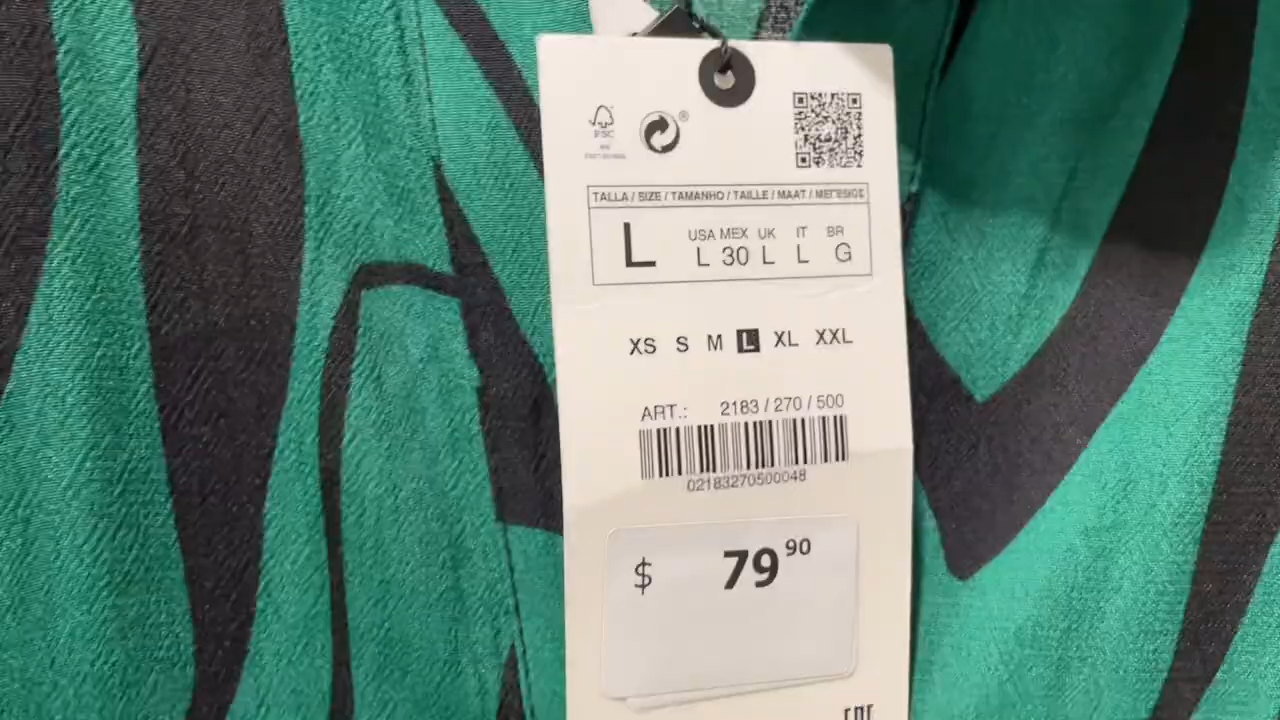 FSC
®
TALLA / SIZE / TAMANHO / TAILLE / MAAT /
L
USA MEX UK IT BR
L 30 L L G
XS S M L XL XXL
ART.: 2183 / 270 / 500
02183270500048
$ 79 90